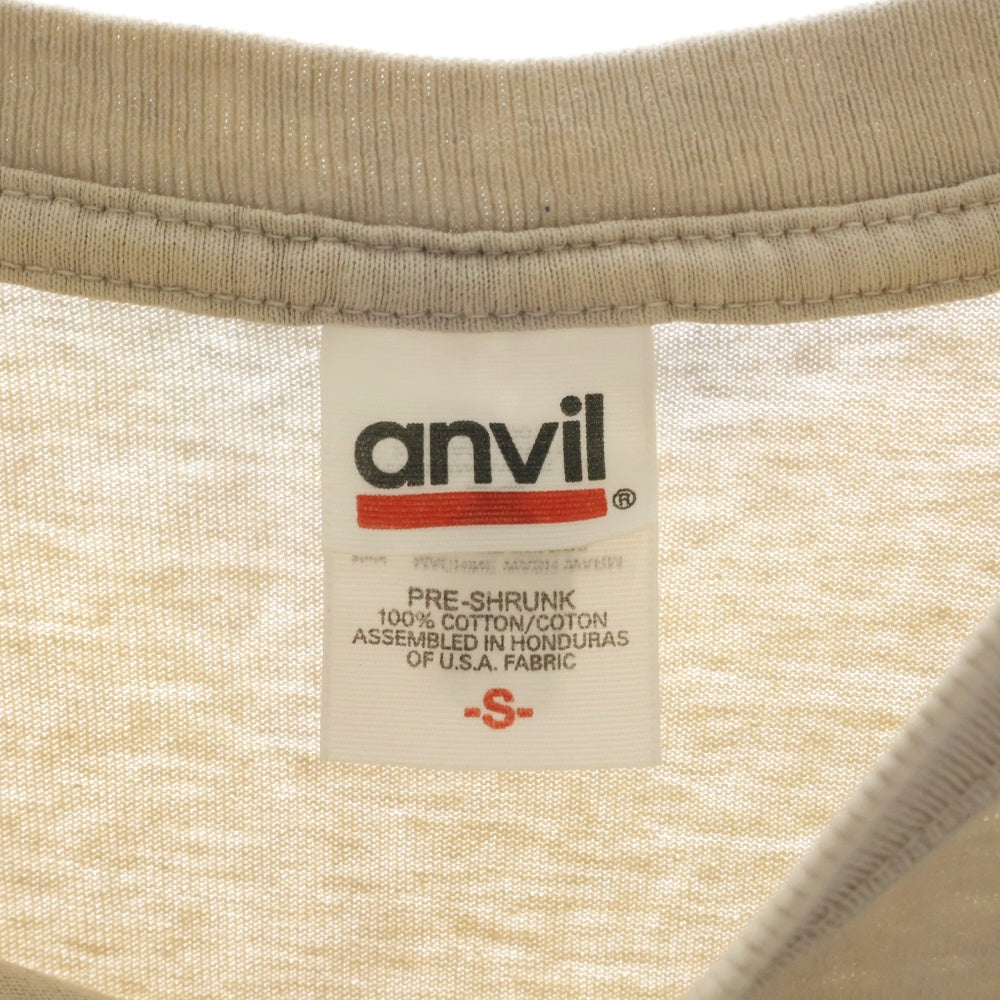 anvil®
PRE-SHRUNK
100% COTTON/COTON
ASSEMBLED IN HONDURAS
OF U.S.A. FABRIC
-S-